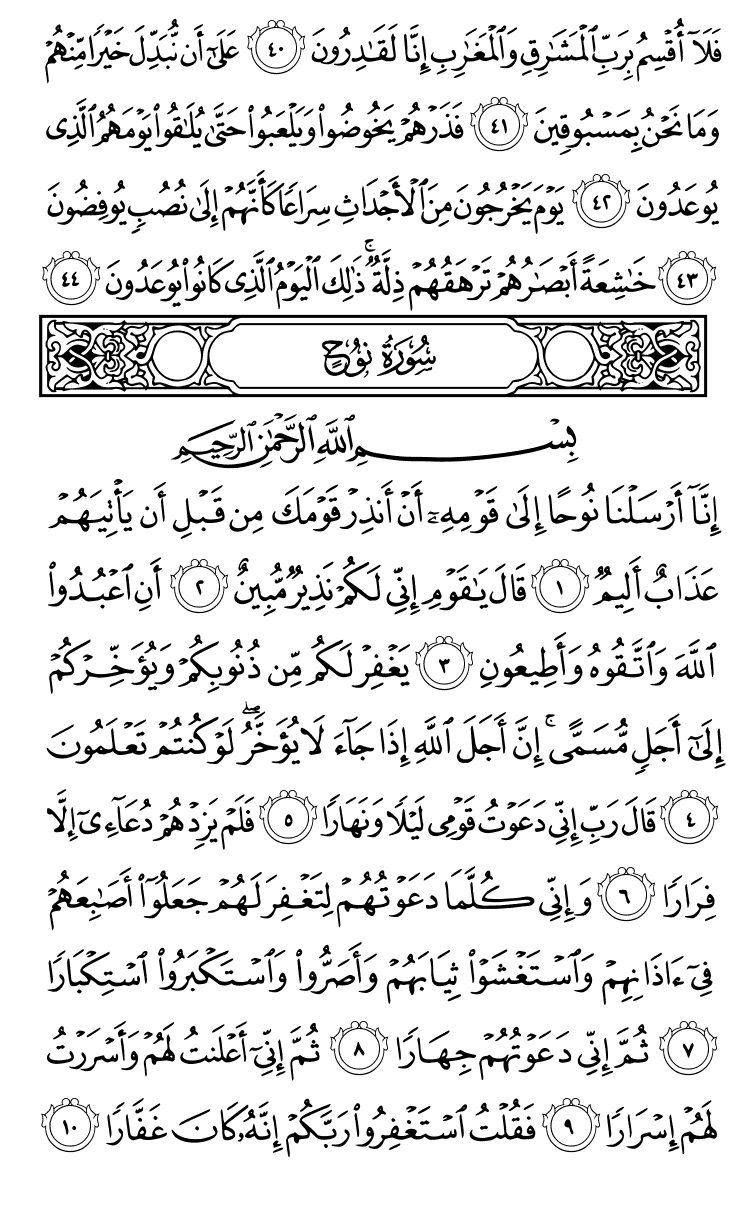 فَلَآ أُقْسِمُ بِرَبِّ ٱلْمَشَٰرِقِ وَٱلْمَغَٰرِبِ إِنَّا لَقَٰدِرُونَ ٤٠ عَلَىٰٓ أَن نُّبَدِّلَ خَيْرًا مِّنْهُمْ
وَمَا نَحْنُ بِمَسْبُوقِينَ ٤١ فَذَرْهُمْ يَخُوضُوا۟ وَيَلْعَبُوا۟ حَتَّىٰ يُلَٰقُوا۟ يَوْمَهُمُ ٱلَّذِى
يُوعَدُونَ ٤٢ يَوْمَ يَخْرُجُونَ مِنَ ٱلْأَجْدَاثِ سِرَاعًا كَأَنَّهُمْ إِلَىٰ نُصُبٍ يُوفِضُونَ
٤٣ خَٰشِعَةً أَبْصَٰرُهُمْ تَرْهَقُهُمْ ذِلَّةٌ ۚ ذَٰلِكَ ٱلْيَوْمُ ٱلَّذِى كَانُوا۟ يُوعَدُونَ ٤٤
سُورَةُ نُوحٍ
بِسْمِ ٱللَّهِ ٱلرَّحْمَٰنِ ٱلرَّحِيمِ
إِنَّآ أَرْسَلْنَا نُوحًا إِلَىٰ قَوْمِهِۦٓ أَنْ أَنذِرْ قَوْمَكَ مِن قَبْلِ أَن يَأْتِيَهُمْ
عَذَابٌ أَلِيمٌ ١ قَالَ يَٰقَوْمِ إِنِّى لَكُمْ نَذِيرٌ مُّبِينٌ ٢ أَنِ ٱعْبُدُوا۟
ٱللَّهَ وَٱتَّقُوهُ وَأَطِيعُونِ ٣ يَغْفِرْ لَكُم مِّن ذُنُوبِكُمْ وَيُؤَخِّرْكُمْ
إِلَىٰٓ أَجَلٍ مُّسَمًّى ۚ إِنَّ أَجَلَ ٱللَّهِ إِذَا جَآءَ لَا يُؤَخَّرُ ۖ لَوْ كُنتُمْ تَعْلَمُونَ
٤ قَالَ رَبِّ إِنِّى دَعَوْتُ قَوْمِى لَيْلًا وَنَهَارًا ٥ فَلَمْ يَزِدْهُمْ دُعَآءِىٓ إِلَّا
فِرَارًا ٦ وَإِنِّى كُلَّمَا دَعَوْتُهُمْ لِتَغْفِرَ لَهُمْ جَعَلُوٓا۟ أَصَٰبِعَهُمْ
فِىٓ ءَاذَانِهِمْ وَٱسْتَغْشَوْا۟ ثِيَابَهُمْ وَأَصَرُّوا۟ وَٱسْتَكْبَرُوا۟ ٱسْتِكْبَارًا
٧ ثُمَّ إِنِّى دَعَوْتُهُمْ جِهَارًا ٨ ثُمَّ إِنِّىٓ أَعْلَنتُ لَهُمْ وَأَسْرَرْتُ
لَهُمْ إِسْرَارًا ٩ فَقُلْتُ ٱسْتَغْفِرُوا۟ رَبَّكُمْ إِنَّهُۥ كَانَ غَفَّارًا ١٠